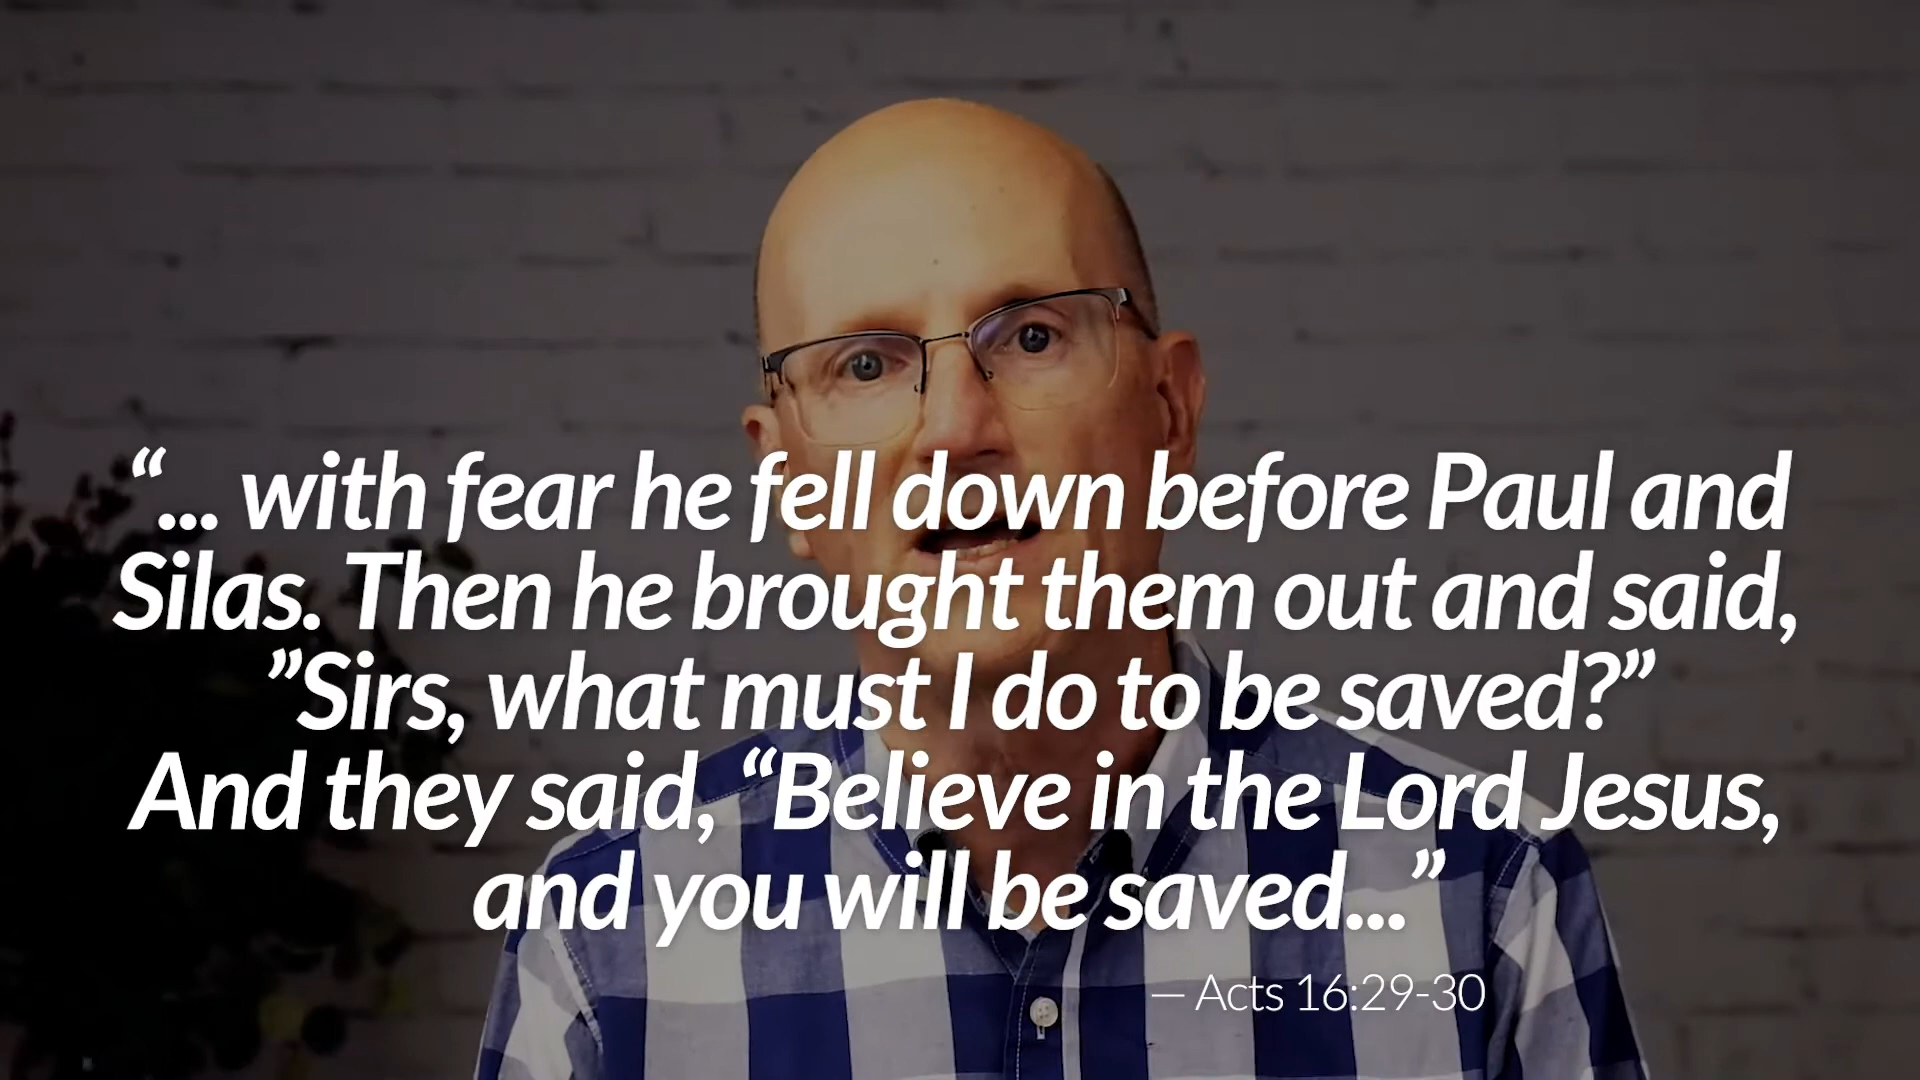 “... with fear he fell down before Paul and
Silas. Then he brought them out and said,
”Sirs, what must I do to be saved?”
And they said, “Believe in the Lord Jesus,
and you will be saved...”
– Acts 16:29-30